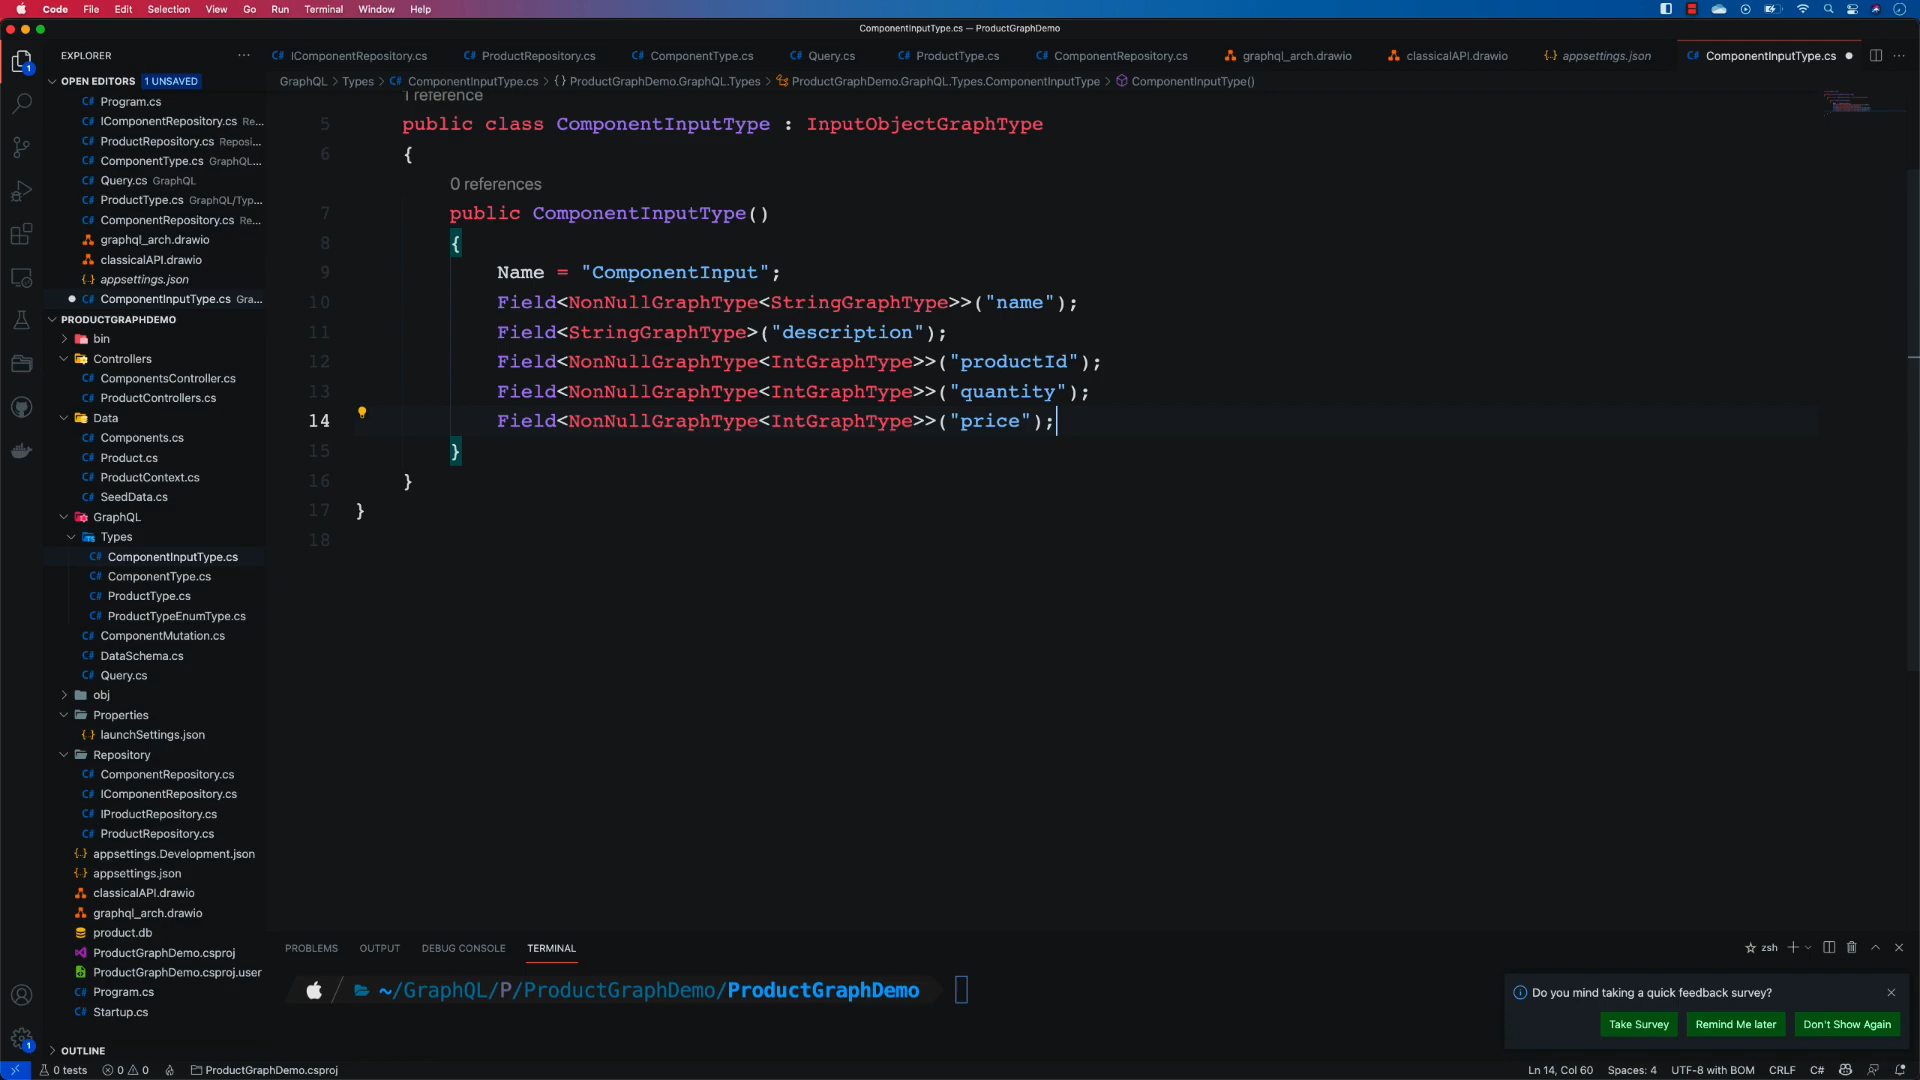 Code File Edit Selection View Go Run Terminal Window Help
ComponentInputType.cs — ProductGraphDemo
EXPLORER
IComponentRepository.cs ProductRepository.cs ComponentType.cs Query.cs ProductType.cs ComponentRepository.cs graphql_arch.drawio classicalAPI.drawio appsettings.json ComponentInputType.cs
GraphQL > Types > ComponentInputType.cs > {} ProductGraphDemo.GraphQL.Types > ProductGraphDemo.GraphQL.Types.ComponentInputType > ComponentInputType()
OPEN EDITORS 1 UNSAVED
Program.cs
IComponentRepository.cs Re...
ProductRepository.cs Reposi...
ComponentType.cs GraphQL...
Query.cs GraphQL
ProductType.cs GraphQL/Typ...
ComponentRepository.cs Re...
graphql_arch.drawio
classicalAPI.drawio
appsettings.json
ComponentInputType.cs Gra...
PRODUCTGRAPHDEMO
bin
Controllers
ComponentsController.cs
ProductControllers.cs
Data
Components.cs
Product.cs
ProductContext.cs
SeedData.cs
GraphQL
Types
ComponentInputType.cs
ComponentType.cs
ProductType.cs
ProductTypeEnumType.cs
ComponentMutation.cs
DataSchema.cs
Query.cs
obj
Properties
launchSettings.json
Repository
ComponentRepository.cs
IComponentRepository.cs
IProductRepository.cs
ProductRepository.cs
appsettings.Development.json
appsettings.json
classicalAPI.drawio
graphql_arch.drawio
product.db
ProductGraphDemo.csproj
ProductGraphDemo.csproj.user
Program.cs
Startup.cs
OUTLINE
1 reference
5 public class ComponentInputType : InputObjectGraphType
6 {
0 references
7 public ComponentInputType()
8 {
9 Name = "ComponentInput";
10 Field<NonNullGraphType<StringGraphType>>("name");
11 Field<StringGraphType>("description");
12 Field<NonNullGraphType<IntGraphType>>("productId");
13 Field<NonNullGraphType<IntGraphType>>("quantity");
14 Field<NonNullGraphType<IntGraphType>>("price");
15 }
16 }
17 }
18
PROBLEMS OUTPUT DEBUG CONSOLE TERMINAL
zsh
~/GraphQL/P/ProductGraphDemo/ProductGraphDemo
Do you mind taking a quick feedback survey?
Take Survey Remind Me later Don't Show Again
0 tests 0 0 ProductGraphDemo.csproj
Ln 14, Col 60 Spaces: 4 UTF-8 with BOM CRLF C#